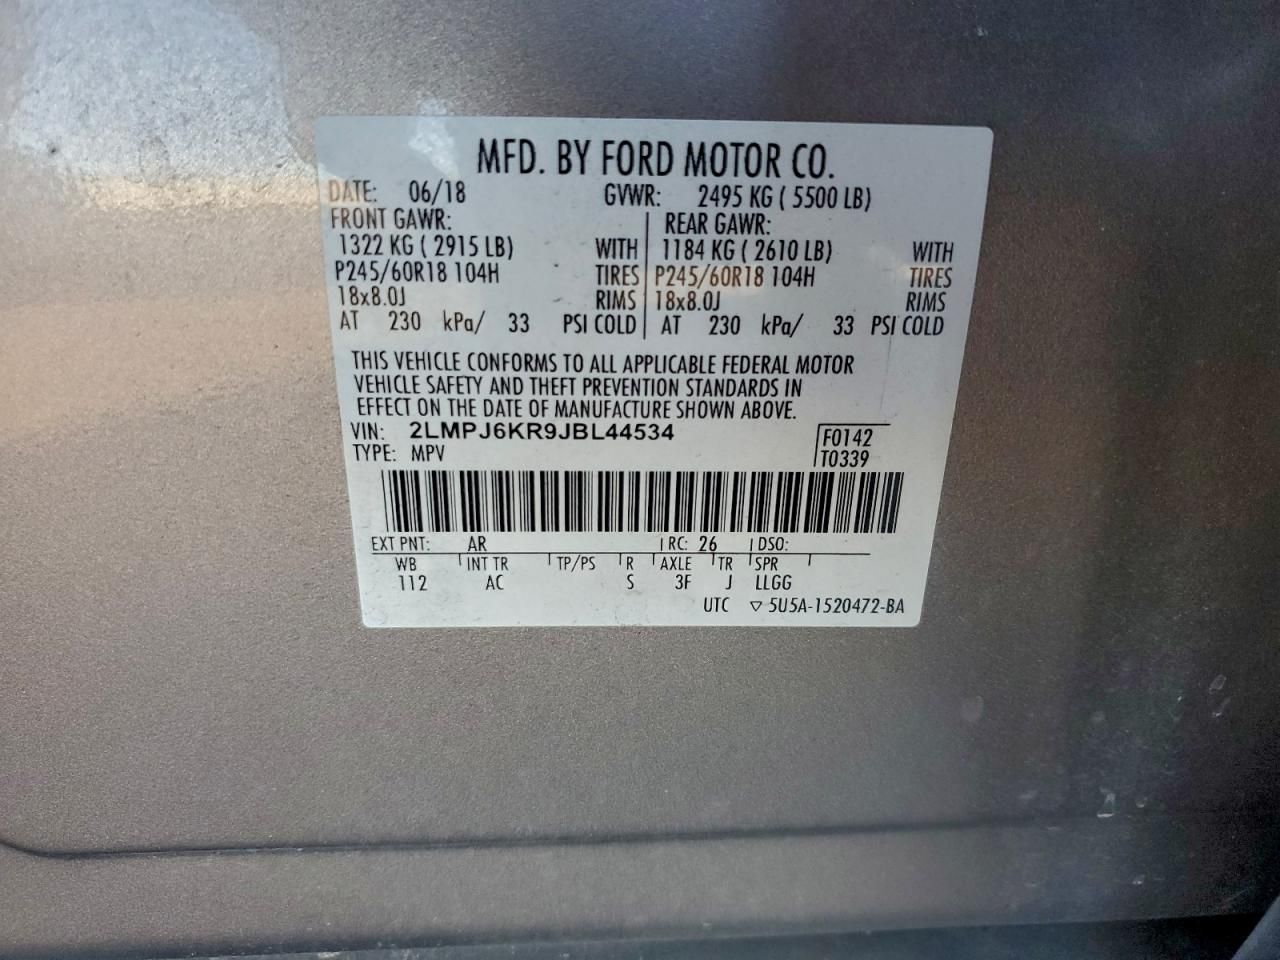 MFD. BY FORD MOTOR CO.
DATE: 06/18 GVWR: 2495 KG ( 5500 LB)
FRONT GAWR: REAR GAWR:
1322 KG ( 2915 LB) WITH 1184 KG ( 2610 LB) WITH
P245/60R18 104H TIRES P245/60R18 104H TIRES
18x8.0J RIMS 18x8.0J RIMS
AT 230 kPa/ 33 PSI COLD AT 230 kPa/ 33 PSI COLD
THIS VEHICLE CONFORMS TO ALL APPLICABLE FEDERAL MOTOR
VEHICLE SAFETY AND THEFT PREVENTION STANDARDS IN
EFFECT ON THE DATE OF MANUFACTURE SHOWN ABOVE.
VIN: 2LMPJ6KR9JBL44534 F0142
TYPE: MPV T0339
EXT PNT: AR RC: 26 DSO:
WB INT TR TP/PS R AXLE TR SPR
112 AC S 3F J LLGG
UTC ▽ 5U5A-1520472-BA